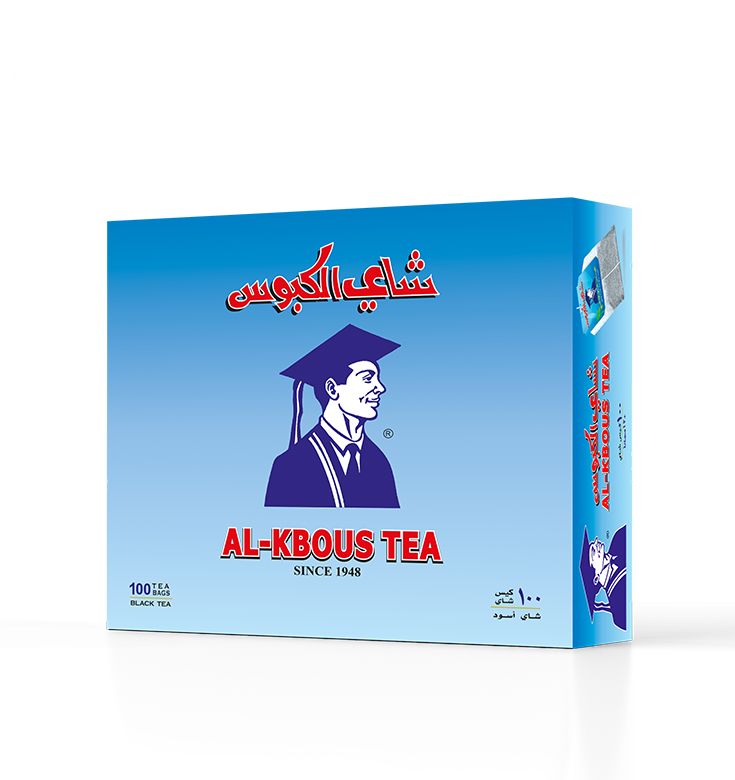 شاي الكبوس
®
AL-KBOUS TEA
SINCE 1948
100 TEA BAGS
BLACK TEA
١٠٠ كيس شاي
شاي أسود
شاي الكبوس
AL-KBOUS TEA
®